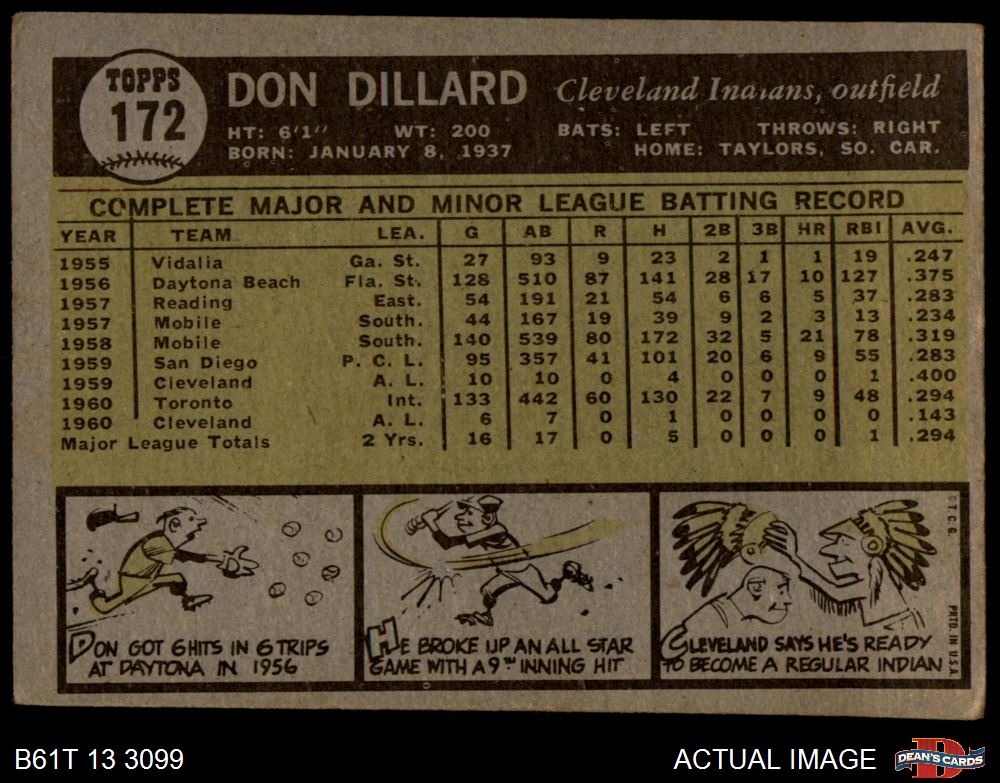 TOPPS
172
DON DILLARD
Cleveland Indians, outfield
HT: 6'1" WT: 200 BATS: LEFT THROWS: RIGHT
BORN: JANUARY 8, 1937 HOME: TAYLORS, SO. CAR.
COMPLETE MAJOR AND MINOR LEAGUE BATTING RECORD
YEAR TEAM LEA. G AB R H 2B 3B HR RBI AVG.
1955 Vidalia Ga. St. 27 93 9 23 2 1 1 19 .247
1956 Daytona Beach Fla. St. 128 510 87 141 28 17 10 127 .375
1957 Reading East. 54 191 21 54 6 6 5 37 .283
1957 Mobile South. 44 167 19 39 9 2 3 13 .234
1958 Mobile South. 140 539 80 172 32 5 21 78 .319
1959 San Diego P. C. L. 95 357 41 101 20 6 9 55 .283
1959 Cleveland A. L. 10 10 0 4 0 0 0 1 .400
1960 Toronto Int. 133 442 60 130 22 7 9 48 .294
1960 Cleveland A. L. 6 7 0 1 0 0 0 0 .143
Major League Totals 2 Yrs. 16 17 0 5 0 0 0 1 .294
DON GOT 6 HITS IN 6 TRIPS
AT DAYTONA IN 1956
HE BROKE UP AN ALL STAR
GAME WITH A 9TH INNING HIT
CLEVELAND SAYS HE'S READY
TO BECOME A REGULAR INDIAN
© T.C.G. PRTD. IN U.S.A.
B61T 13 3099
ACTUAL IMAGE
D
DEAN'S CARDS